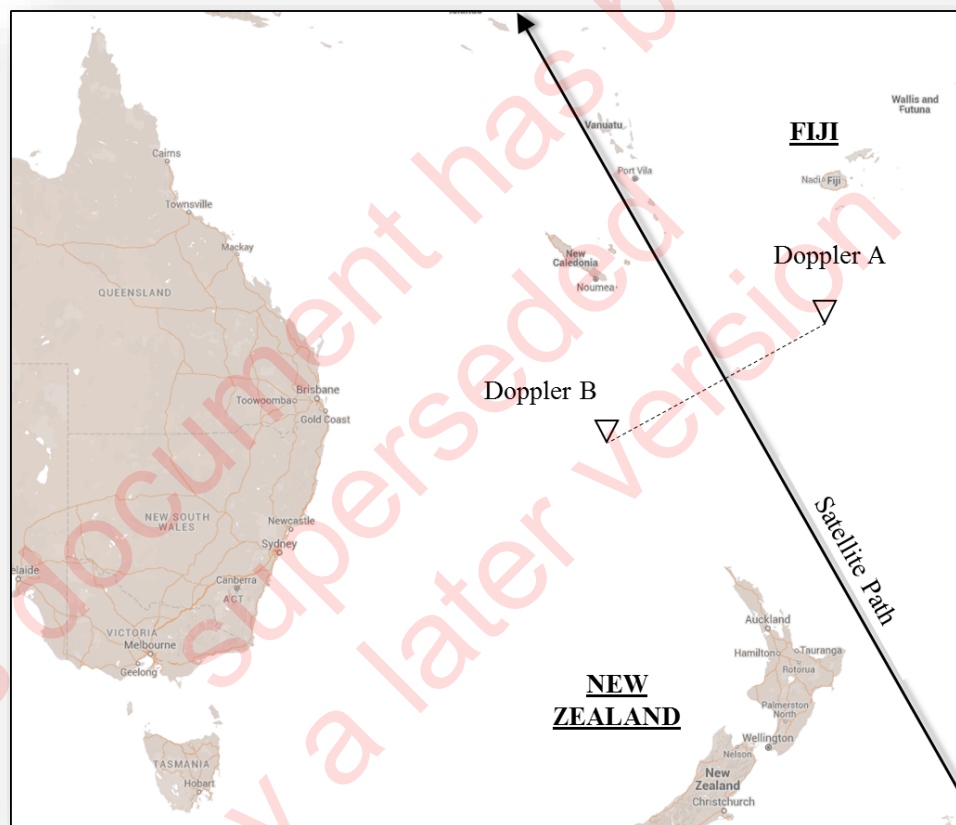 Islands
Wallis and
Futuna
FIJI
Vanuatu
Cairns
Port Vila
Nadi
Fiji
Townsville
Mackay
New
Caledonia
Noumea
Doppler A
QUEENSLAND
Doppler B
Brisbane
Toowoomba
Gold Coast
NEW SOUTH
WALES
Newcastle
Sydney
elaide
Canberra
ACT
Satellite Path
VICTORIA
Melbourne
Geelong
Auckland
Hamilton
Tauranga
Rotorua
NEW
ZEALAND
Palmerston
North
Wellington
Nelson
TASMANIA
Hobart
New
Zealand
Christchurch
document has b
superseded
y a later version